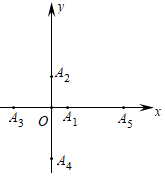 y
A₂
A₃ O A₁ A₅ x
A₄